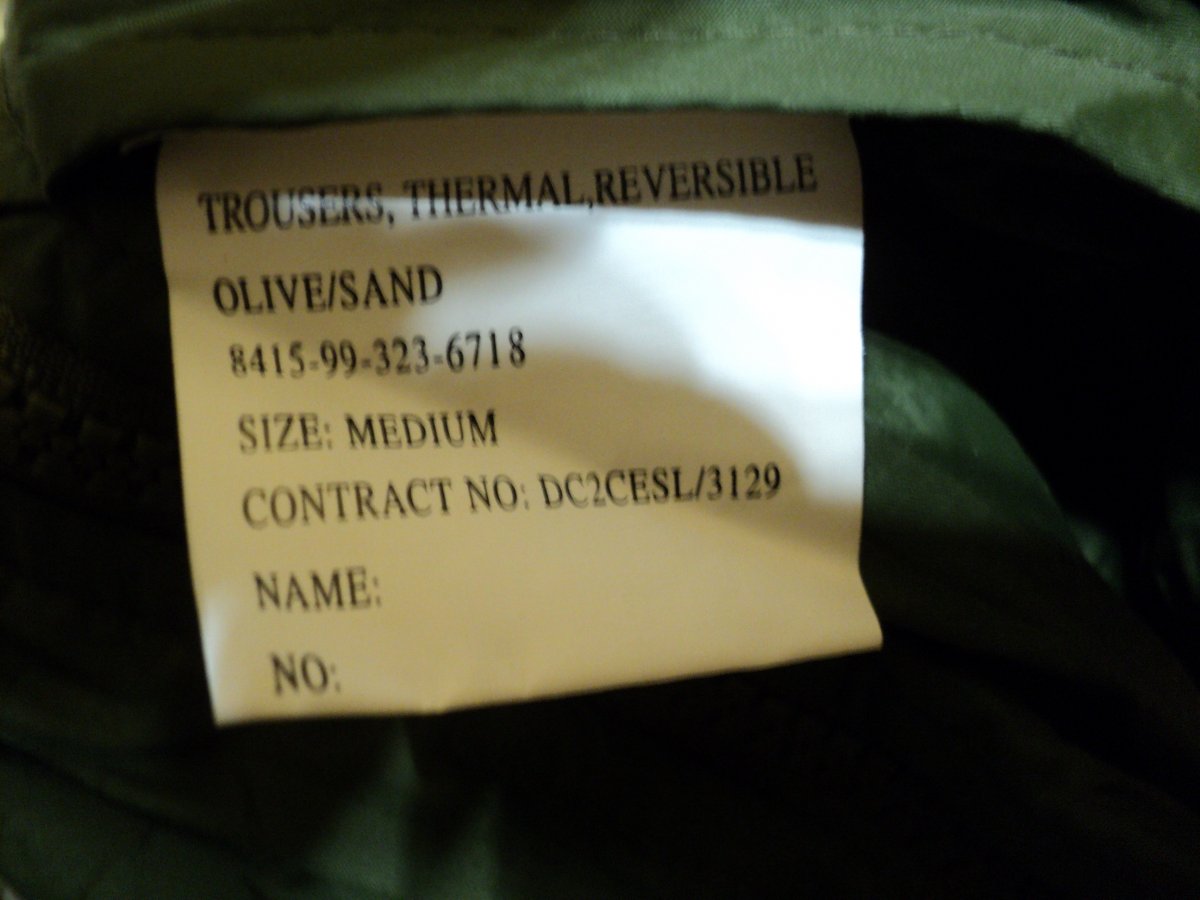 TROUSERS, THERMAL,REVERSIBLE
OLIVE/SAND
8415-99-323-6718
SIZE: MEDIUM
CONTRACT NO: DC2CESL/3129
NAME:
NO: